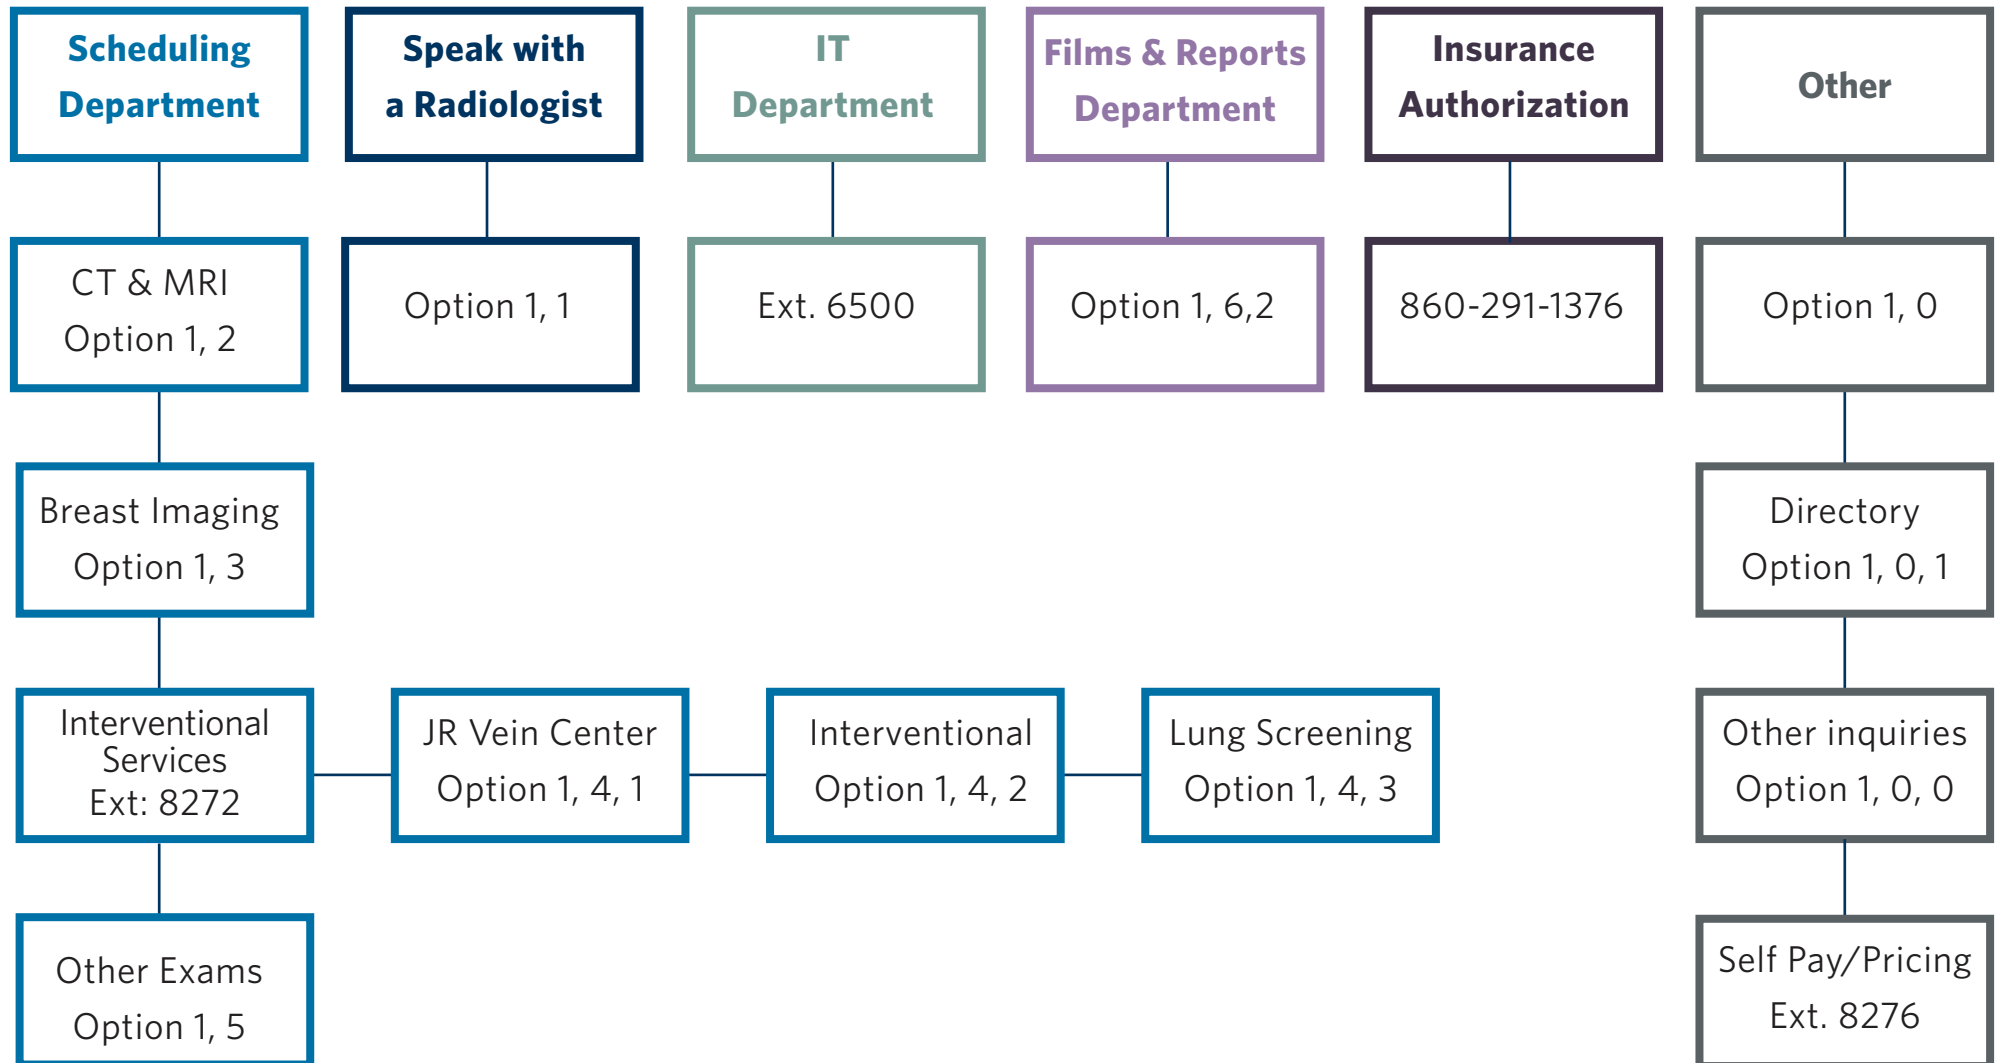 Scheduling
Department
Speak with
a Radiologist
IT
Department
Films & Reports
Department
Insurance
Authorization
Other
CT & MRI
Option 1, 2
Option 1, 1
Ext. 6500
Option 1, 6,2
860-291-1376
Option 1, 0
Breast Imaging
Option 1, 3
Directory
Option 1, 0, 1
Interventional
Services
Ext: 8272
JR Vein Center
Option 1, 4, 1
Interventional
Option 1, 4, 2
Lung Screening
Option 1, 4, 3
Other inquiries
Option 1, 0, 0
Other Exams
Option 1, 5
Self Pay/Pricing
Ext. 8276